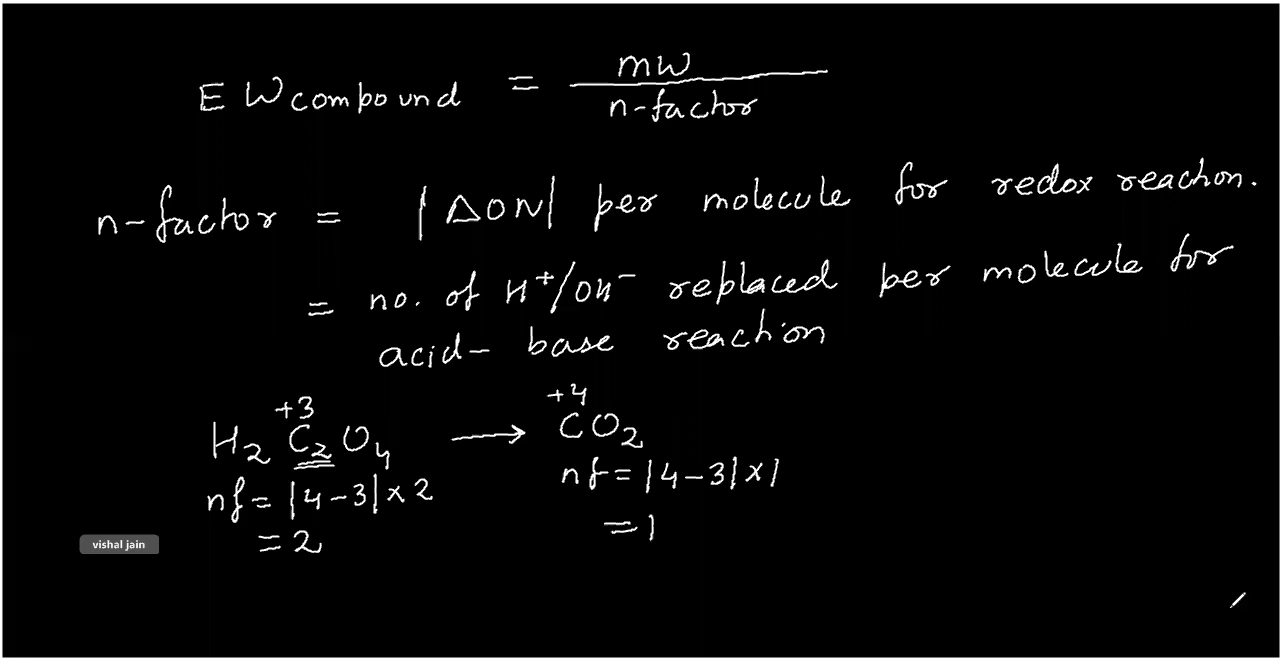 EW compound = mw / n-factor
n-factor = |ΔON| per molecule for redox reaction.
= no. of H⁺/OH⁻ replaced per molecule for
acid-base reaction
+3 +4
H₂C₂O₄ → CO₂
nf = |4-3| × 2 nf = |4-3| × 1
= 2 = 1
vishal jain